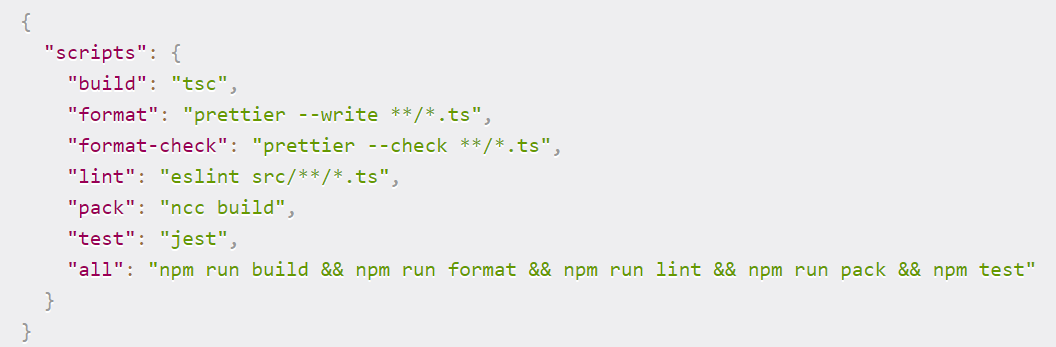 {
"scripts": {
"build": "tsc",
"format": "prettier --write **/*.ts",
"format-check": "prettier --check **/*.ts",
"lint": "eslint src/**/*.ts",
"pack": "ncc build",
"test": "jest",
"all": "npm run build && npm run format && npm run lint && npm run pack && npm test"
}
}